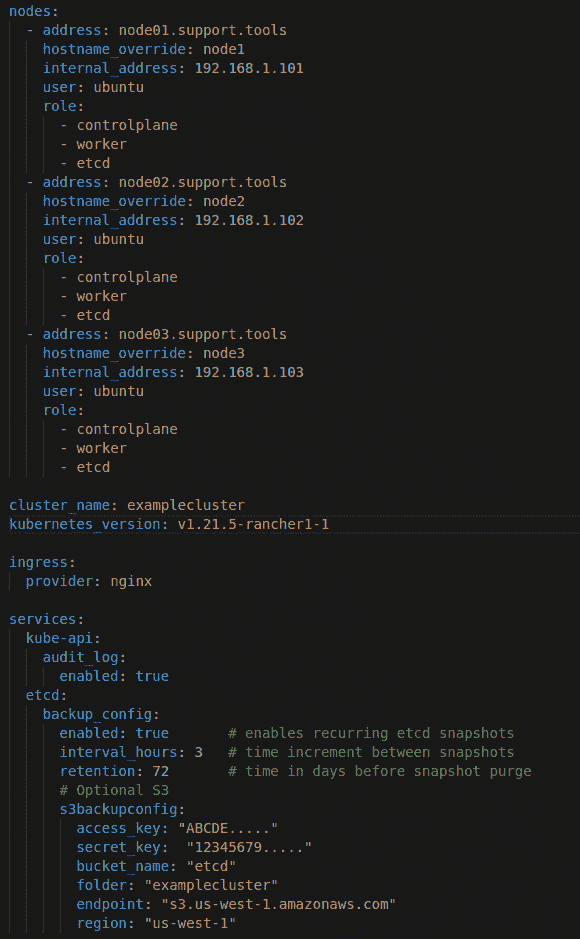 nodes:
  - address: node01.support.tools
    hostname_override: node1
    internal_address: 192.168.1.101
    user: ubuntu
    role:
      - controlplane
      - worker
      - etcd
  - address: node02.support.tools
    hostname_override: node2
    internal_address: 192.168.1.102
    user: ubuntu
    role:
      - controlplane
      - worker
      - etcd
  - address: node03.support.tools
    hostname_override: node3
    internal_address: 192.168.1.103
    user: ubuntu
    role:
      - controlplane
      - worker
      - etcd

cluster_name: examplecluster
kubernetes_version: v1.21.5-rancher1-1

ingress:
  provider: nginx

services:
  kube-api:
    audit_log:
      enabled: true
  etcd:
    backup_config:
      enabled: true       # enables recurring etcd snapshots
      interval_hours: 3   # time increment between snapshots
      retention: 72       # time in days before snapshot purge
      # Optional S3
      s3backupconfig:
        access_key: "ABCDE....."
        secret_key:  "12345679....."
        bucket_name: "etcd"
        folder: "examplecluster"
        endpoint: "s3.us-west-1.amazonaws.com"
        region: "us-west-1"